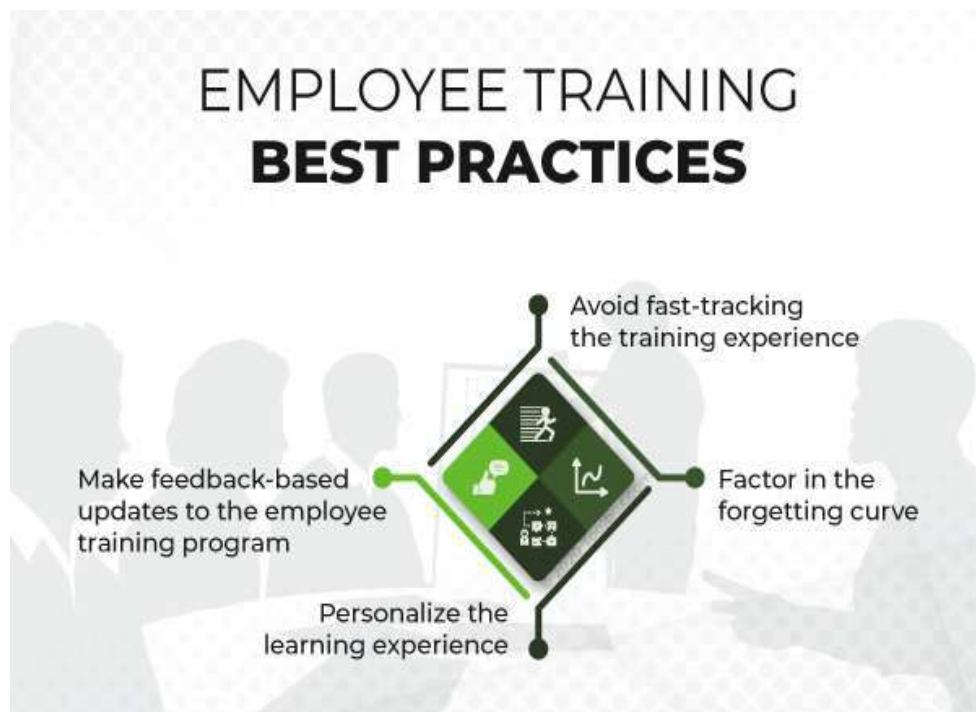 EMPLOYEE TRAINING
BEST PRACTICES
Avoid fast-tracking
the training experience
Factor in the
forgetting curve
Personalize the
learning experience
Make feedback-based
updates to the employee
training program